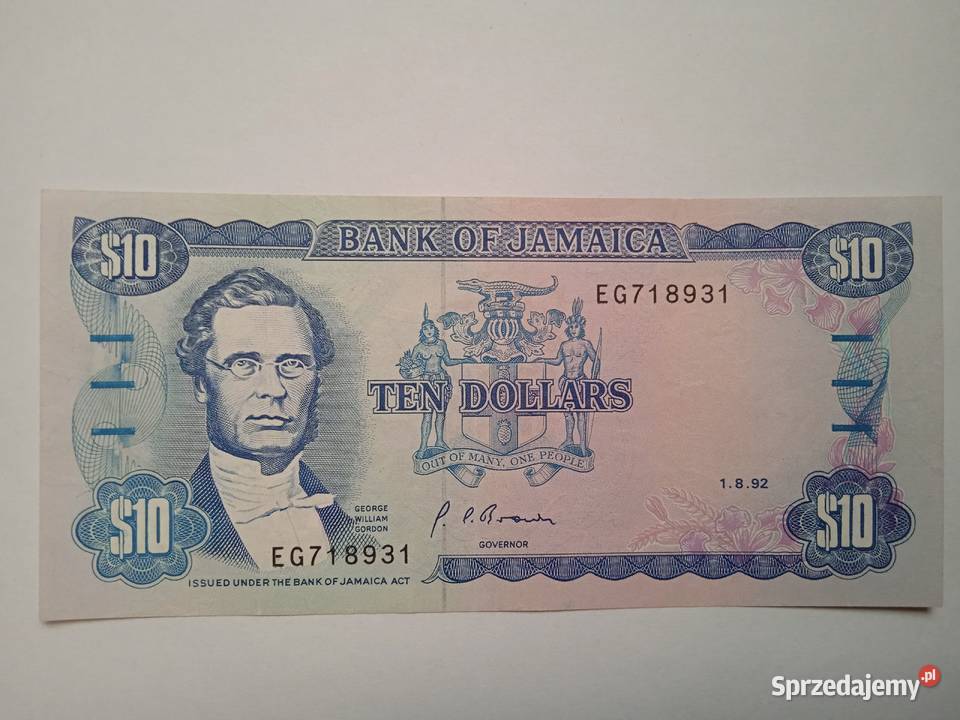 $10
BANK OF JAMAICA
$10
EG718931
TEN DOLLARS
OUT OF MANY, ONE PEOPLE
1.8.92
$10
GEORGE
WILLIAM
GORDON
GOVERNOR
$10
EG718931
ISSUED UNDER THE BANK OF JAMAICA ACT
Sprzedajemy.pl